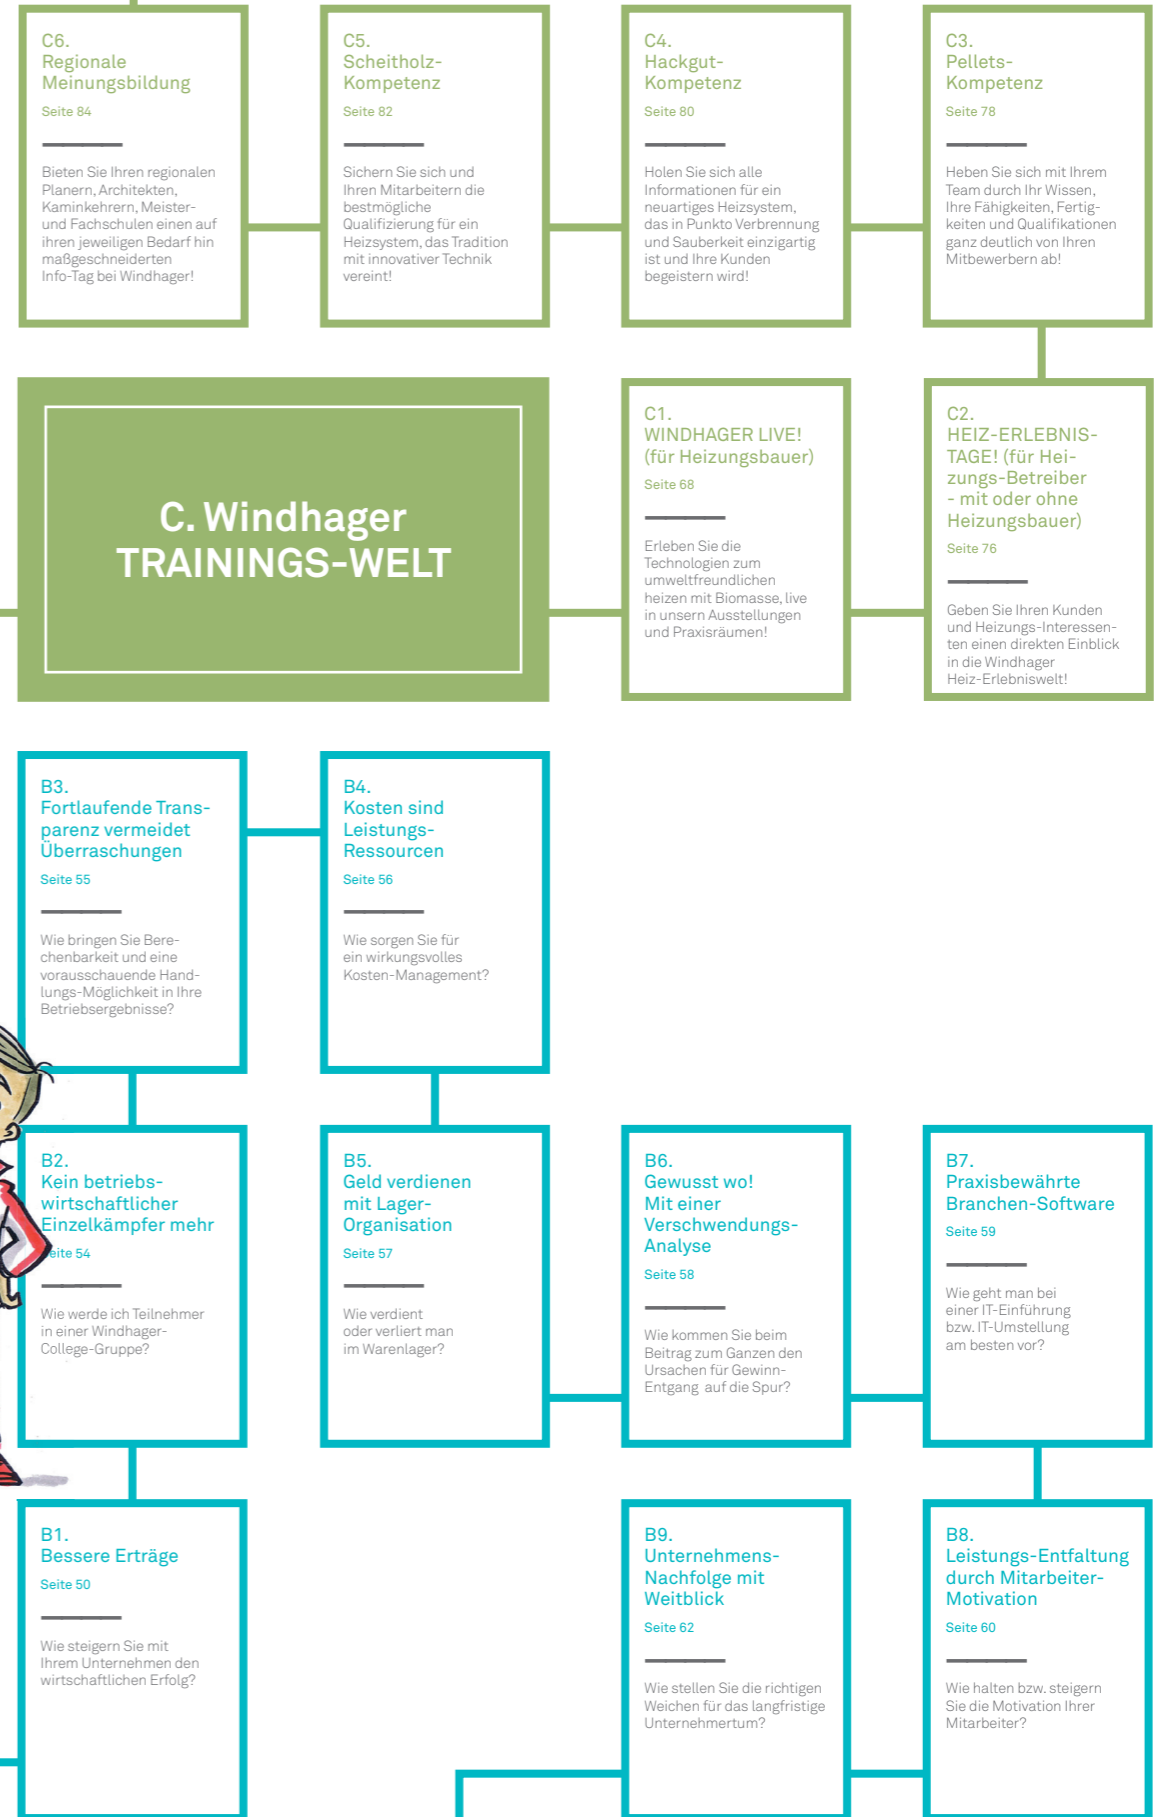 C6.
Regionale
Meinungsbildung
Seite 84
Bieten Sie Ihren regionalen
Planern, Architekten,
Kaminkehrern, Meister-
und Fachschulen einen auf
ihren jeweiligen Bedarf hin
maßgeschneiderten
Info-Tag bei Windhager!
C5.
Scheitholz-
Kompetenz
Seite 82
Sichern Sie sich und
Ihren Mitarbeitern die
bestmögliche
Qualifizierung für ein
Heizsystem, das Tradition
mit innovativer Technik
vereint!
C4.
Hackgut-
Kompetenz
Seite 80
Holen Sie sich alle
Informationen für ein
neuartiges Heizsystem,
das in Punkto Verbrennung
und Sauberkeit einzigartig
ist und Ihre Kunden
begeistern wird!
C3.
Pellets-
Kompetenz
Seite 78
Heben Sie sich mit Ihrem
Team durch Ihr Wissen,
Ihre Fähigkeiten, Fertig-
keiten und Qualifikationen
ganz deutlich von Ihren
Mitbewerbern ab!
C. Windhager
TRAININGS-WELT
C1.
WINDHAGER LIVE!
(für Heizungsbauer)
Seite 68
Erleben Sie die
Technologien zum
umweltfreundlichen
heizen mit Biomasse, live
in unsern Ausstellungen
und Praxisräumen!
C2.
HEIZ-ERLEBNIS-
TAGE! (für Hei-
zungs-Betreiber
- mit oder ohne
Heizungsbauer)
Seite 76
Geben Sie Ihren Kunden
und Heizungs-Interessen-
ten einen direkten Einblick
in die Windhager
Heiz-Erlebniswelt!
B3.
Fortlaufende Trans-
parenz vermeidet
Überraschungen
Seite 55
Wie bringen Sie Bere-
chenbarkeit und eine
vorausschauende Hand-
lungs-Möglichkeit in Ihre
Betriebsergebnisse?
B4.
Kosten sind
Leistungs-
Ressourcen
Seite 56
Wie sorgen Sie für
ein wirkungsvolles
Kosten-Management?
B2.
Kein betriebs-
wirtschaftlicher
Einzelkämpfer mehr
Seite 54
Wie werde ich Teilnehmer
in einer Windhager-
College-Gruppe?
B5.
Geld verdienen
mit Lager-
Organisation
Seite 57
Wie verdient
oder verliert man
im Warenlager?
B6.
Gewusst wo!
Mit einer
Verschwendungs-
Analyse
Seite 58
Wie kommen Sie beim
Beitrag zum Ganzen den
Ursachen für Gewinn-
Entgang auf die Spur?
B7.
Praxisbewährte
Branchen-Software
Seite 59
Wie geht man bei
einer IT-Einführung
bzw. IT-Umstellung
am besten vor?
B1.
Bessere Erträge
Seite 50
Wie steigern Sie mit
Ihrem Unternehmen den
wirtschaftlichen Erfolg?
B9.
Unternehmens-
Nachfolge mit
Weitblick
Seite 62
Wie stellen Sie die richtigen
Weichen für das langfristige
Unternehmertum?
B8.
Leistungs-Entfaltung
durch Mitarbeiter-
Motivation
Seite 60
Wie halten bzw. steigern
Sie die Motivation Ihrer
Mitarbeiter?